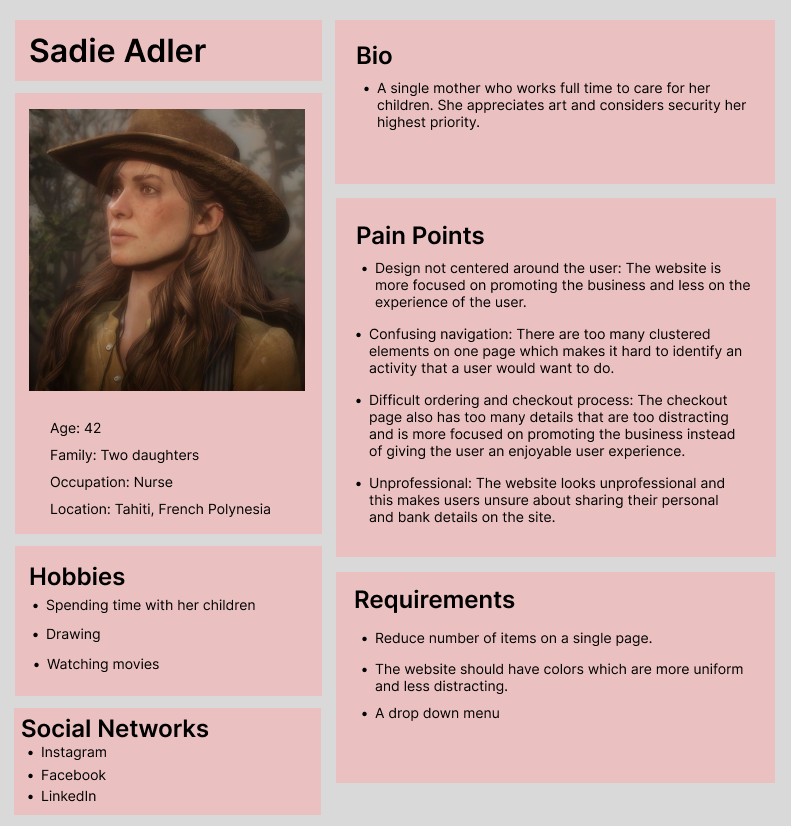 Sadie Adler
Age: 42
Family: Two daughters
Occupation: Nurse
Location: Tahiti, French Polynesia
Hobbies
• Spending time with her children
• Drawing
• Watching movies
Social Networks
• Instagram
• Facebook
• LinkedIn
Bio
• A single mother who works full time to care for her
children. She appreciates art and considers security her
highest priority.
Pain Points
• Design not centered around the user: The website is
more focused on promoting the business and less on the
experience of the user.
• Confusing navigation: There are too many clustered
elements on one page which makes it hard to identify an
activity that a user would want to do.
• Difficult ordering and checkout process: The checkout
page also has too many details that are too distracting
and is more focused on promoting the business instead
of giving the user an enjoyable user experience.
• Unprofessional: The website looks unprofessional and
this makes users unsure about sharing their personal
and bank details on the site.
Requirements
• Reduce number of items on a single page.
• The website should have colors which are more uniform
and less distracting.
• A drop down menu